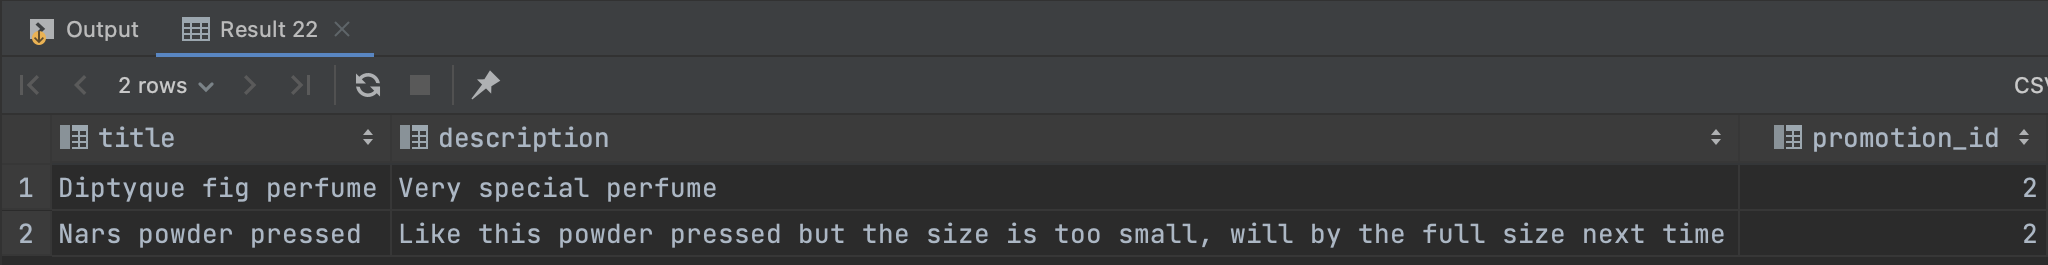 Output Result 22
2 rows CSV
title description promotion_id
1 Diptyque fig perfume Very special perfume 2
2 Nars powder pressed Like this powder pressed but the size is too small, will by the full size next time 2